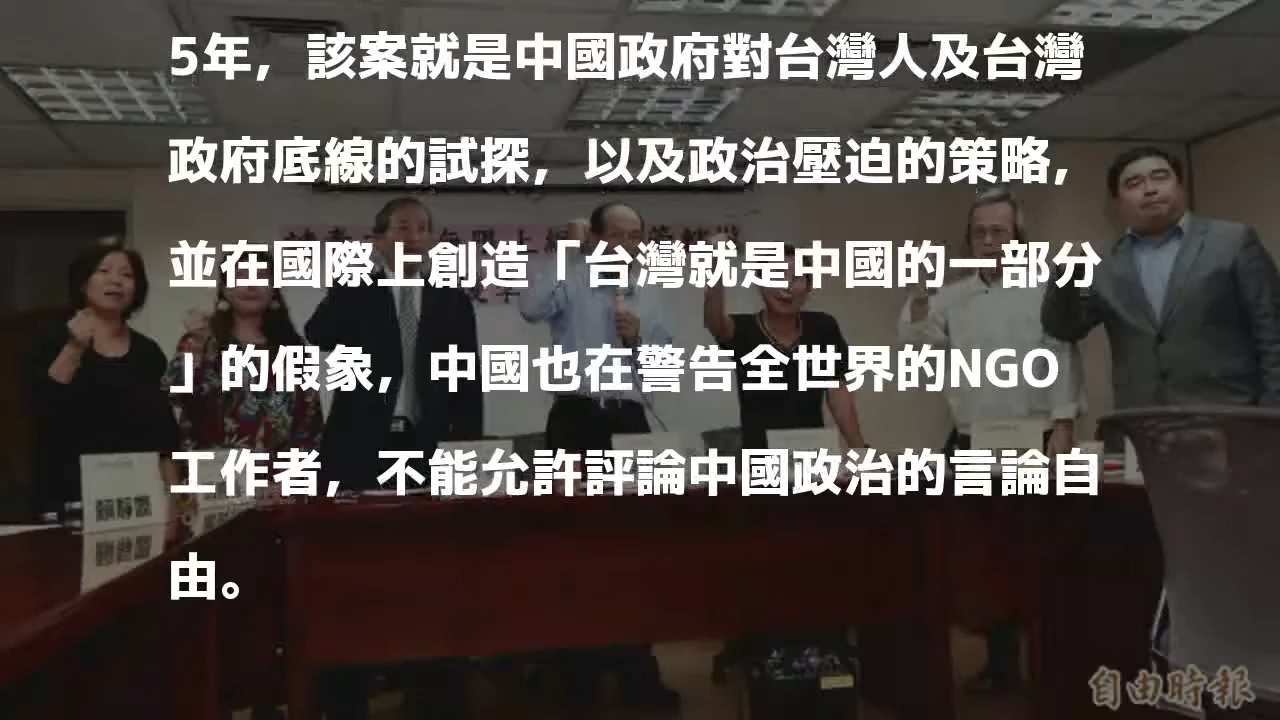 5年，該案就是中國政府對台灣人及台灣
政府底線的試探，以及政治壓迫的策略，
並在國際上創造「台灣就是中國的一部分
」的假象，中國也在警告全世界的NGO
工作者，不能允許評論中國政治的言論自
由。
自由時報